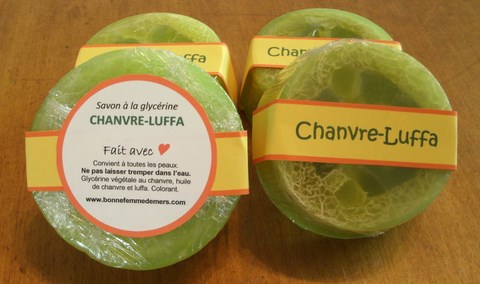 Savon à la glycérine
CHANVRE-LUFFA
Fait avec
Convient à toutes les peaux.
Ne pas laisser tremper dans l'eau.
Glycérine végétale au chanvre, huile
de chanvre et luffa. Colorant.
www.bonnefemmedemers.com
Chanvre-Luffa
Chanvre-Luffa
uffa